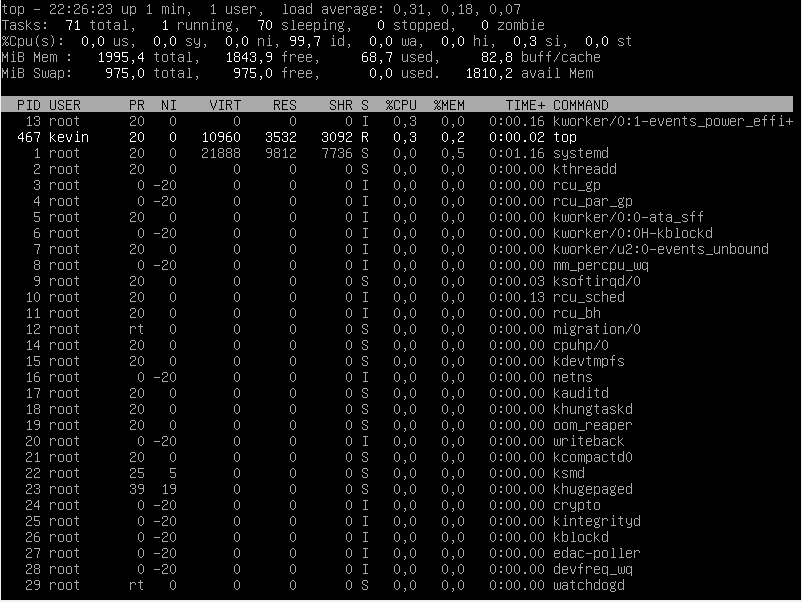 top - 22:26:23 up 1 min,  1 user,  load average: 0,31, 0,18, 0,07
Tasks:  71 total,   1 running,  70 sleeping,   0 stopped,   0 zombie
%Cpu(s):  0,0 us,  0,0 sy,  0,0 ni, 99,7 id,  0,0 wa,  0,0 hi,  0,3 si,  0,0 st
MiB Mem :   1995,4 total,   1843,9 free,     68,7 used,     82,8 buff/cache
MiB Swap:    975,0 total,    975,0 free,      0,0 used.   1810,2 avail Mem
PID USER      PR  NI    VIRT    RES    SHR S  %CPU  %MEM     TIME+ COMMAND
13 root      20   0       0      0      0 I   0,3   0,0   0:00.16 kworker/0:1-events_power_effi+
467 kevin     20   0   10960   3532   3092 R   0,3   0,2   0:00.02 top
1 root      20   0   21888   9812   7736 S   0,0   0,5   0:01.16 systemd
2 root      20   0       0      0      0 S   0,0   0,0   0:00.00 kthreadd
3 root       0 -20       0      0      0 I   0,0   0,0   0:00.00 rcu_gp
4 root       0 -20       0      0      0 I   0,0   0,0   0:00.00 rcu_par_gp
5 root      20   0       0      0      0 I   0,0   0,0   0:00.00 kworker/0:0-ata_sff
6 root       0 -20       0      0      0 I   0,0   0,0   0:00.00 kworker/0:0H-kblockd
7 root      20   0       0      0      0 I   0,0   0,0   0:00.00 kworker/u2:0-events_unbound
8 root       0 -20       0      0      0 I   0,0   0,0   0:00.00 mm_percpu_wq
9 root      20   0       0      0      0 S   0,0   0,0   0:00.03 ksoftirqd/0
10 root      20   0       0      0      0 I   0,0   0,0   0:00.13 rcu_sched
11 root      20   0       0      0      0 I   0,0   0,0   0:00.00 rcu_bh
12 root      rt   0       0      0      0 S   0,0   0,0   0:00.00 migration/0
14 root      20   0       0      0      0 S   0,0   0,0   0:00.00 cpuhp/0
15 root      20   0       0      0      0 S   0,0   0,0   0:00.00 kdevtmpfs
16 root       0 -20       0      0      0 I   0,0   0,0   0:00.00 netns
17 root      20   0       0      0      0 S   0,0   0,0   0:00.00 kauditd
18 root      20   0       0      0      0 S   0,0   0,0   0:00.00 khungtaskd
19 root      20   0       0      0      0 S   0,0   0,0   0:00.00 oom_reaper
20 root       0 -20       0      0      0 I   0,0   0,0   0:00.00 writeback
21 root      20   0       0      0      0 S   0,0   0,0   0:00.00 kcompactd0
22 root      25   5       0      0      0 S   0,0   0,0   0:00.00 ksmd
23 root      39  19       0      0      0 S   0,0   0,0   0:00.00 khugepaged
24 root       0 -20       0      0      0 I   0,0   0,0   0:00.00 crypto
25 root       0 -20       0      0      0 I   0,0   0,0   0:00.00 kintegrityd
26 root       0 -20       0      0      0 I   0,0   0,0   0:00.00 kblockd
27 root       0 -20       0      0      0 I   0,0   0,0   0:00.00 edac-poller
28 root       0 -20       0      0      0 I   0,0   0,0   0:00.00 devfreq_wq
29 root      rt   0       0      0      0 S   0,0   0,0   0:00.00 watchdogd